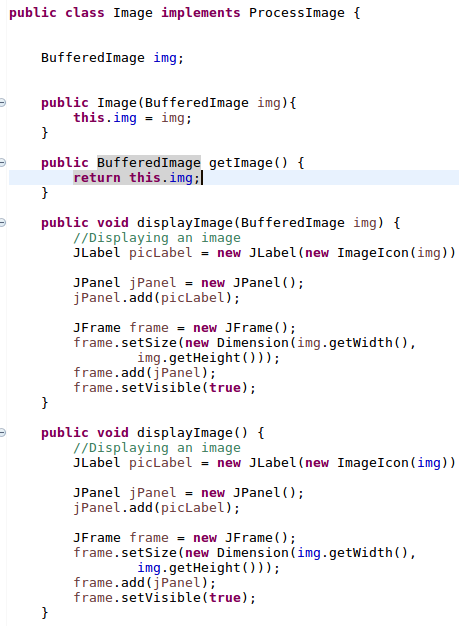 public class Image implements ProcessImage {
BufferedImage img;
public Image(BufferedImage img){
this.img = img;
}
public BufferedImage getImage() {
return this.img;
}
public void displayImage(BufferedImage img) {
//Displaying an image
JLabel picLabel = new JLabel(new ImageIcon(img))
JPanel jPanel = new JPanel();
jPanel.add(picLabel);
JFrame frame = new JFrame();
frame.setSize(new Dimension(img.getWidth(),
img.getHeight()));
frame.add(jPanel);
frame.setVisible(true);
}
public void displayImage() {
//Displaying an image
JLabel picLabel = new JLabel(new ImageIcon(img))
JPanel jPanel = new JPanel();
jPanel.add(picLabel);
JFrame frame = new JFrame();
frame.setSize(new Dimension(img.getWidth(),
img.getHeight()));
frame.add(jPanel);
frame.setVisible(true);
}